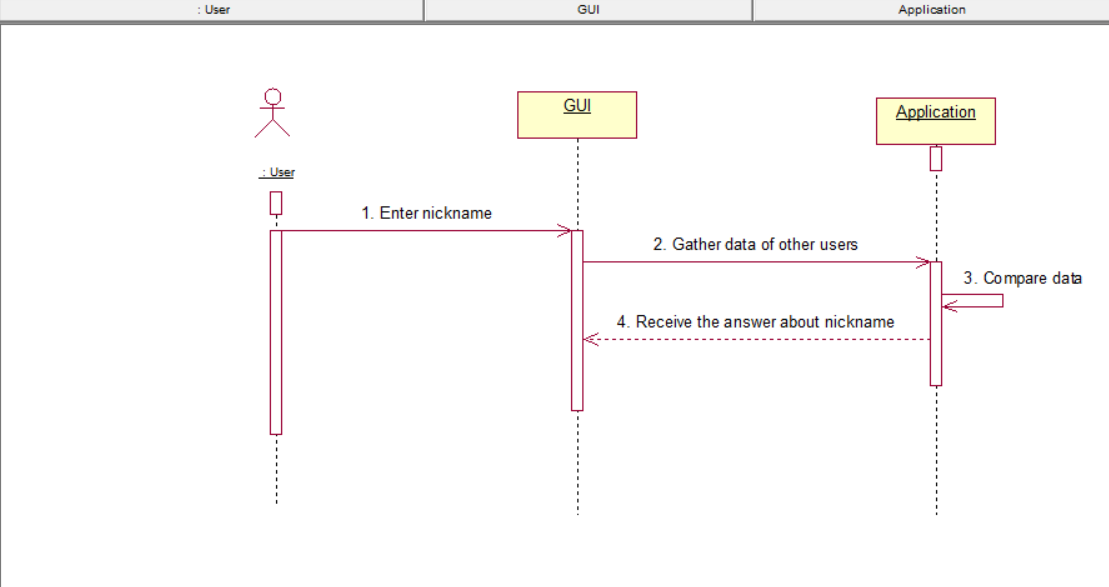 : User
GUI
Application
GUI
Application
: User
1. Enter nickname
2. Gather data of other users
3. Compare data
4. Receive the answer about nickname